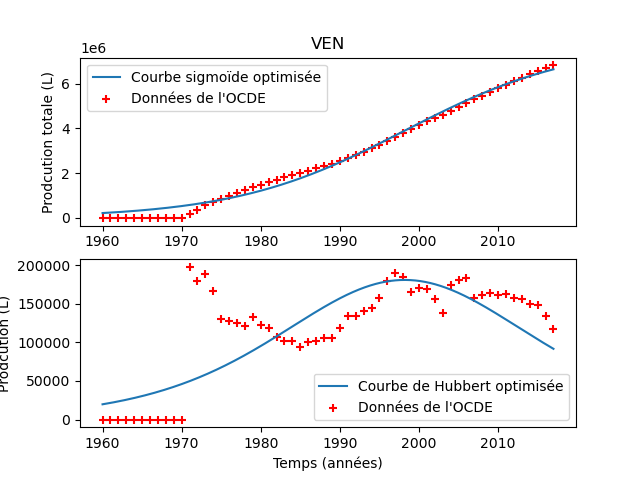 VEN
1e6
Prodcution totale (L)
6
4
2
0
Courbe sigmoïde optimisée
Données de l'OCDE
1960 1970 1980 1990 2000 2010
Prodcution (L)
200000
150000
100000
50000
0
Courbe de Hubbert optimisée
Données de l'OCDE
1960 1970 1980 1990 2000 2010
Temps (années)